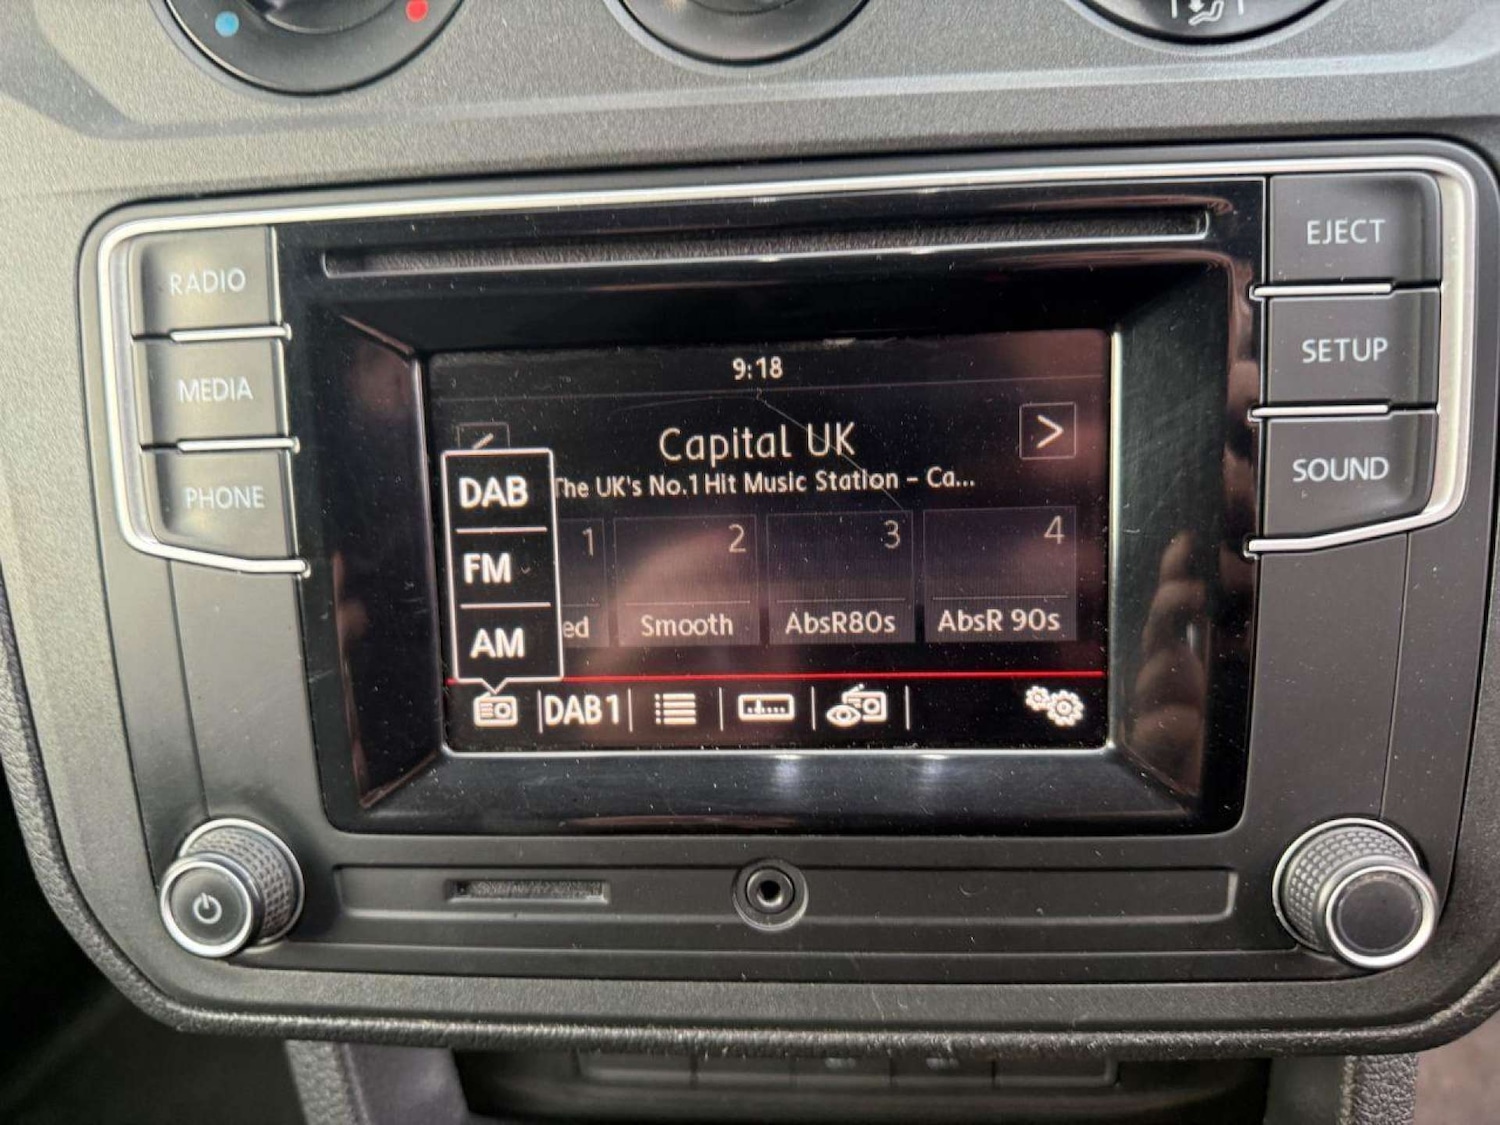 RADIO
MEDIA
PHONE
EJECT
SETUP
SOUND
9:18
<
Capital UK
>
The UK's No.1 Hit Music Station - Ca...
DAB
FM
AM
1
2
3
4
ed
Smooth
AbsR80s
AbsR 90s
DAB1